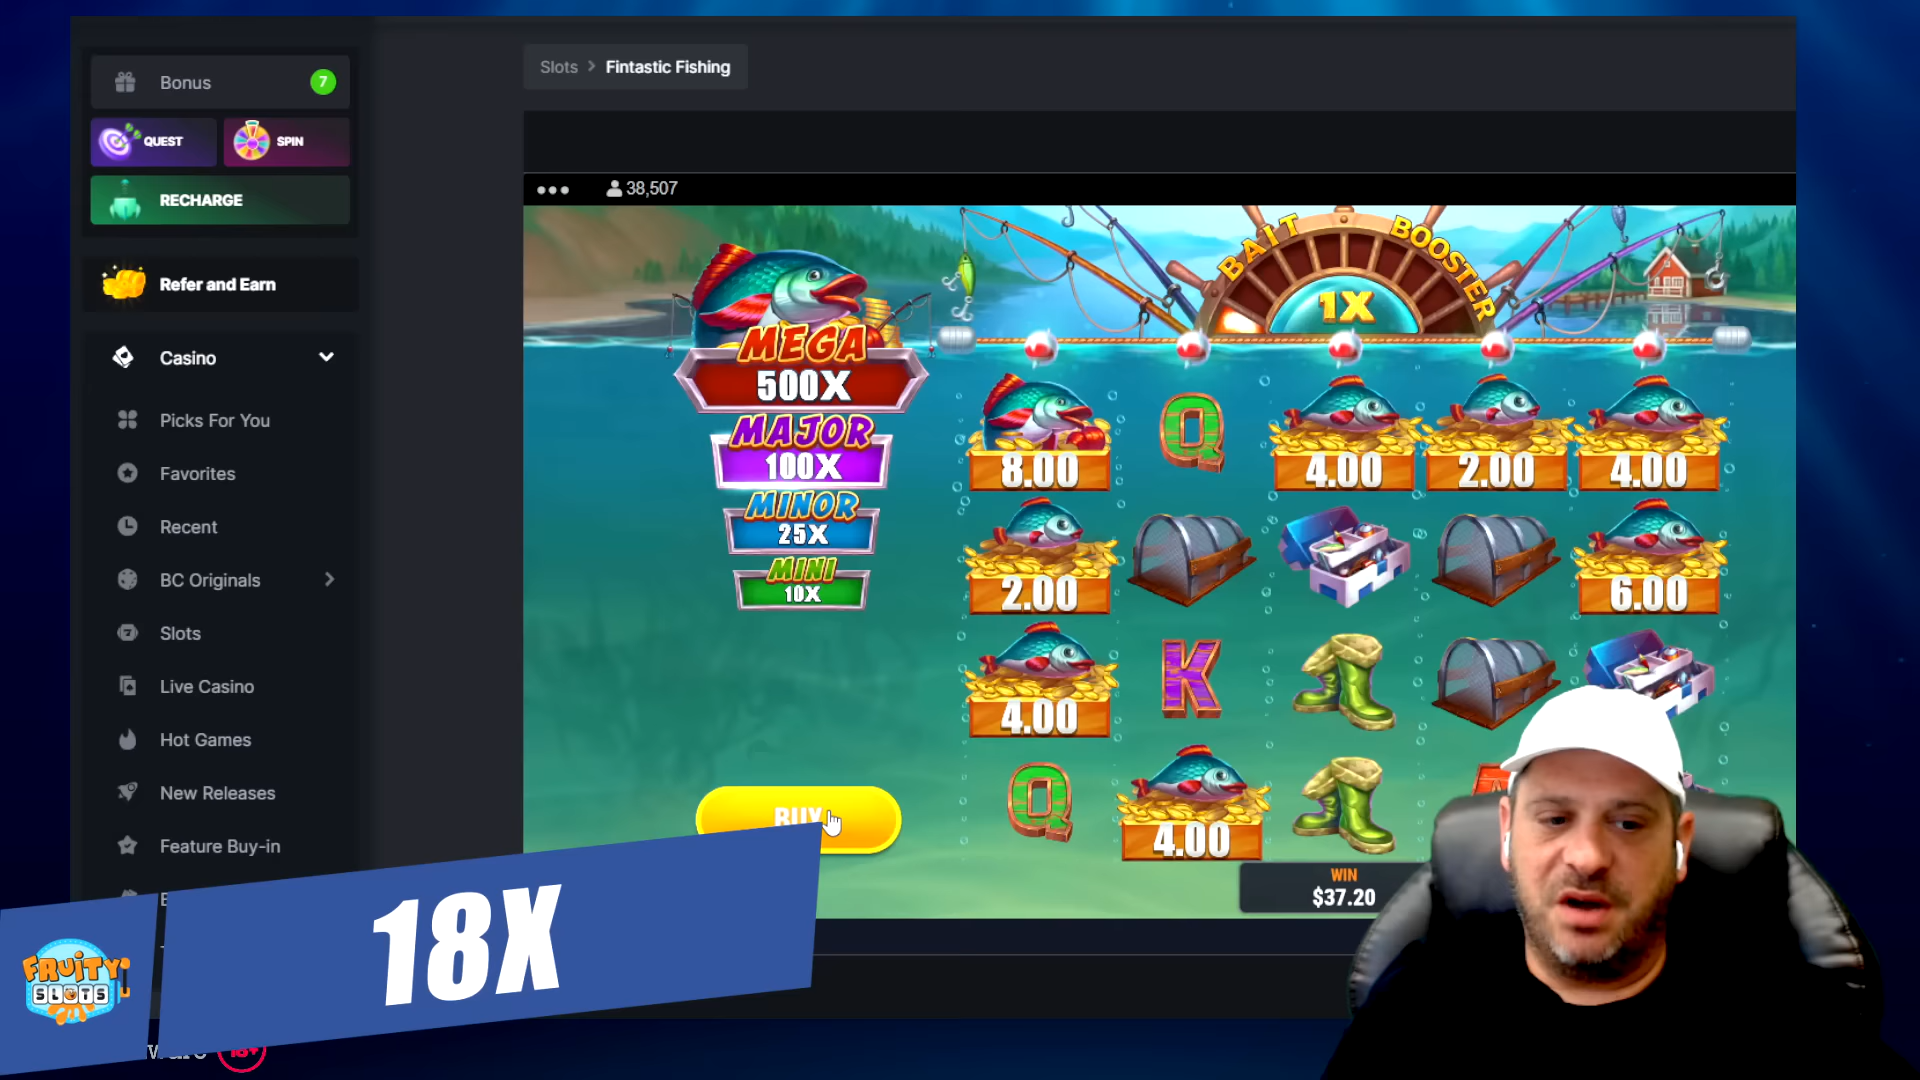 Bonus
7
QUEST
SPIN
RECHARGE
Refer and Earn
Casino
Picks For You
Favorites
Recent
BC Originals
Slots
Live Casino
Hot Games
New Releases
Feature Buy-in
Slots > Fintastic Fishing
38,507
BAIT BOOSTER
1X
MEGA
500X
MAJOR
100X
MINOR
25X
MINI
10X
8.00
Q
4.00
2.00
4.00
2.00
6.00
4.00
K
Q
4.00
BUY
WIN
$37.20
18X
FRUITY
SLOTS
18+